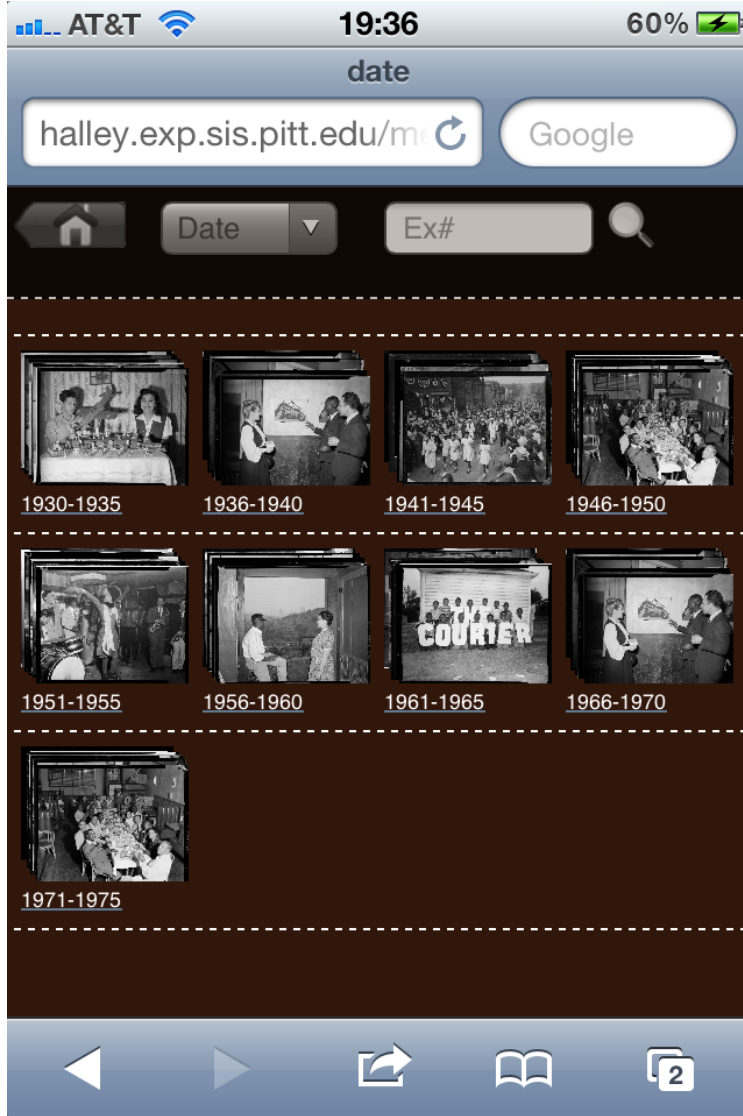 AT&T 19:36 60%
date
halley.exp.sis.pitt.edu/me Google
Date Ex#
1930-1935 1936-1940 1941-1945 1946-1950
COURIER
1951-1955 1956-1960 1961-1965 1966-1970
1971-1975
2